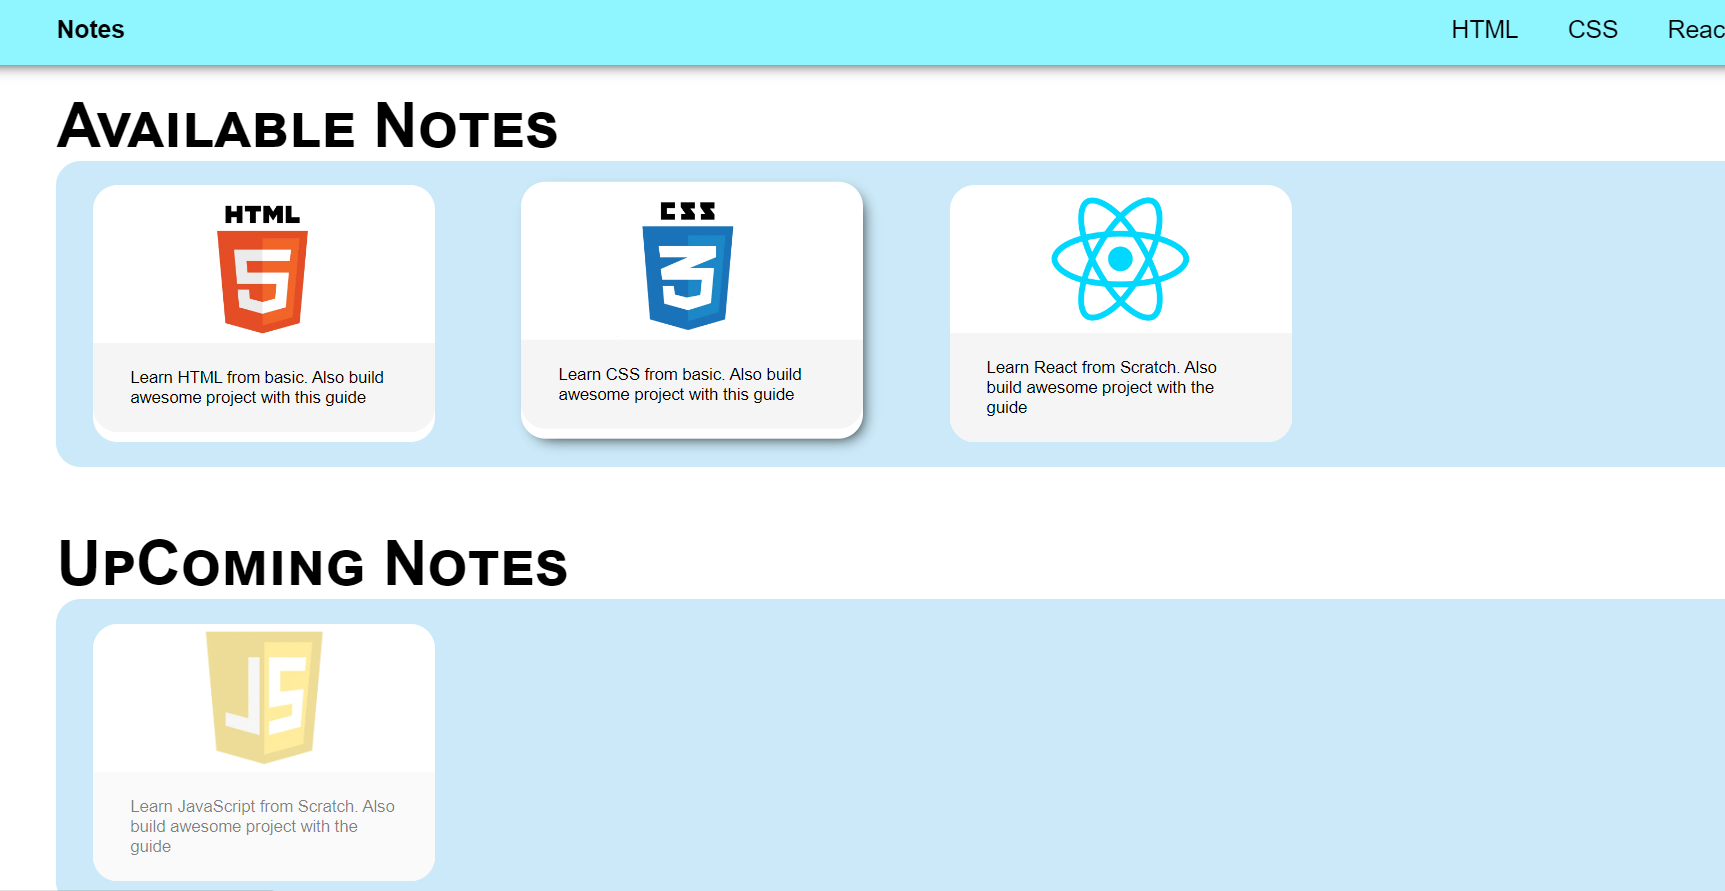 Notes
HTML CSS Reac
Available Notes
HTML
Learn HTML from basic. Also build
awesome project with this guide
CSS
Learn CSS from basic. Also build
awesome project with this guide
Learn React from Scratch. Also
build awesome project with the
guide
UpComing Notes
JS
Learn JavaScript from Scratch. Also
build awesome project with the
guide